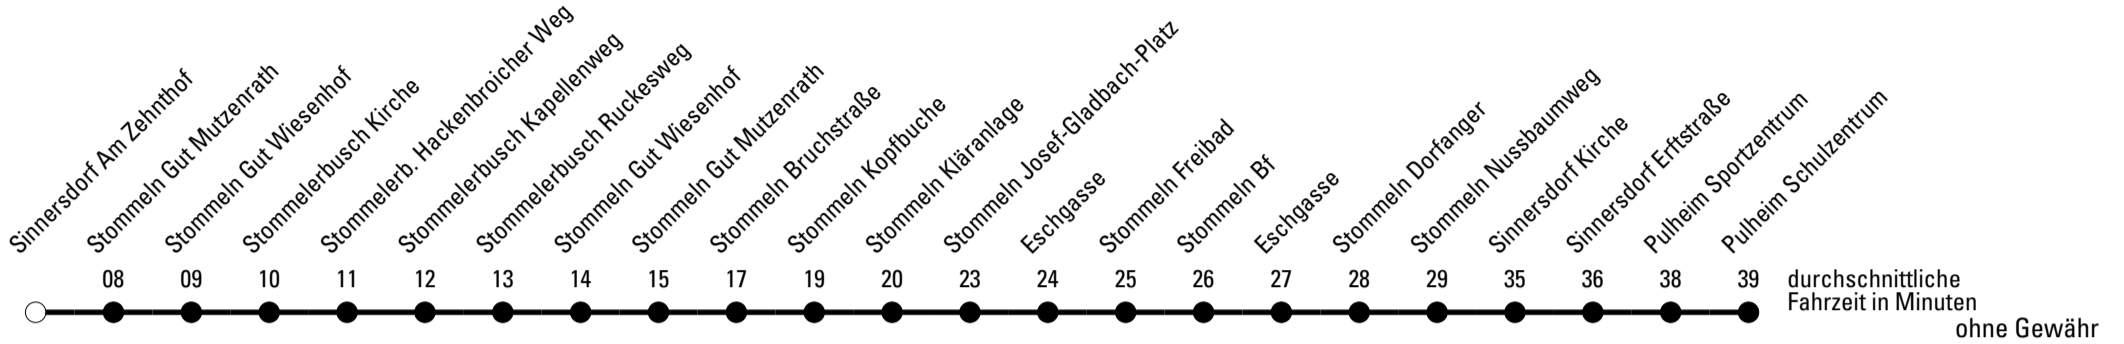 Sinnersdorf Am Zehnthof
Stommeln Gut Mutzenrath
Stommeln Gut Wiesenhof
Stommelerbusch Kirche
Stommelerb. Hackenbroicher Weg
Stommelerbusch Kapellenweg
Stommelerbusch Ruckesweg
Stommeln Gut Wiesenhof
Stommeln Gut Mutzenrath
Stommeln Bruchstraße
Stommeln Kopfbuche
Stommeln Kläranlage
Stommeln Josef-Gladbach-Platz
Eschgasse
Stommeln Freibad
Stommeln Bf
Eschgasse
Stommeln Dorfanger
Stommeln Nussbaumweg
Sinnersdorf Kirche
Sinnersdorf Erftstraße
Pulheim Sportzentrum
Pulheim Schulzentrum
08 09 10 11 12 13 14 15 17 19 20 23 24 25 26 27 28 29 35 36 38 39
durchschnittliche
Fahrzeit in Minuten
ohne Gewähr